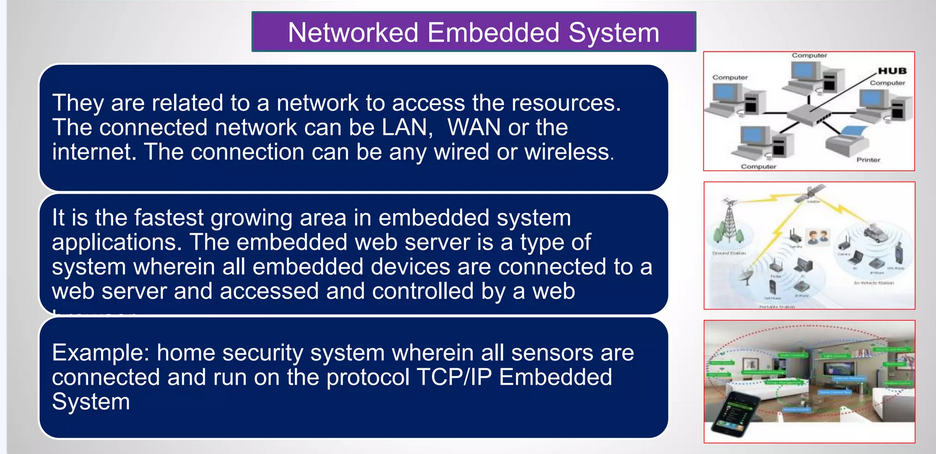 Networked Embedded System
They are related to a network to access the resources.
The connected network can be LAN,  WAN or the
internet. The connection can be any wired or wireless.
It is the fastest growing area in embedded system
applications. The embedded web server is a type of
system wherein all embedded devices are connected to a
web server and accessed and controlled by a web
Example: home security system wherein all sensors are
connected and run on the protocol TCP/IP Embedded
System
Computer
HUB
Computer
Computer
Printer
Computer